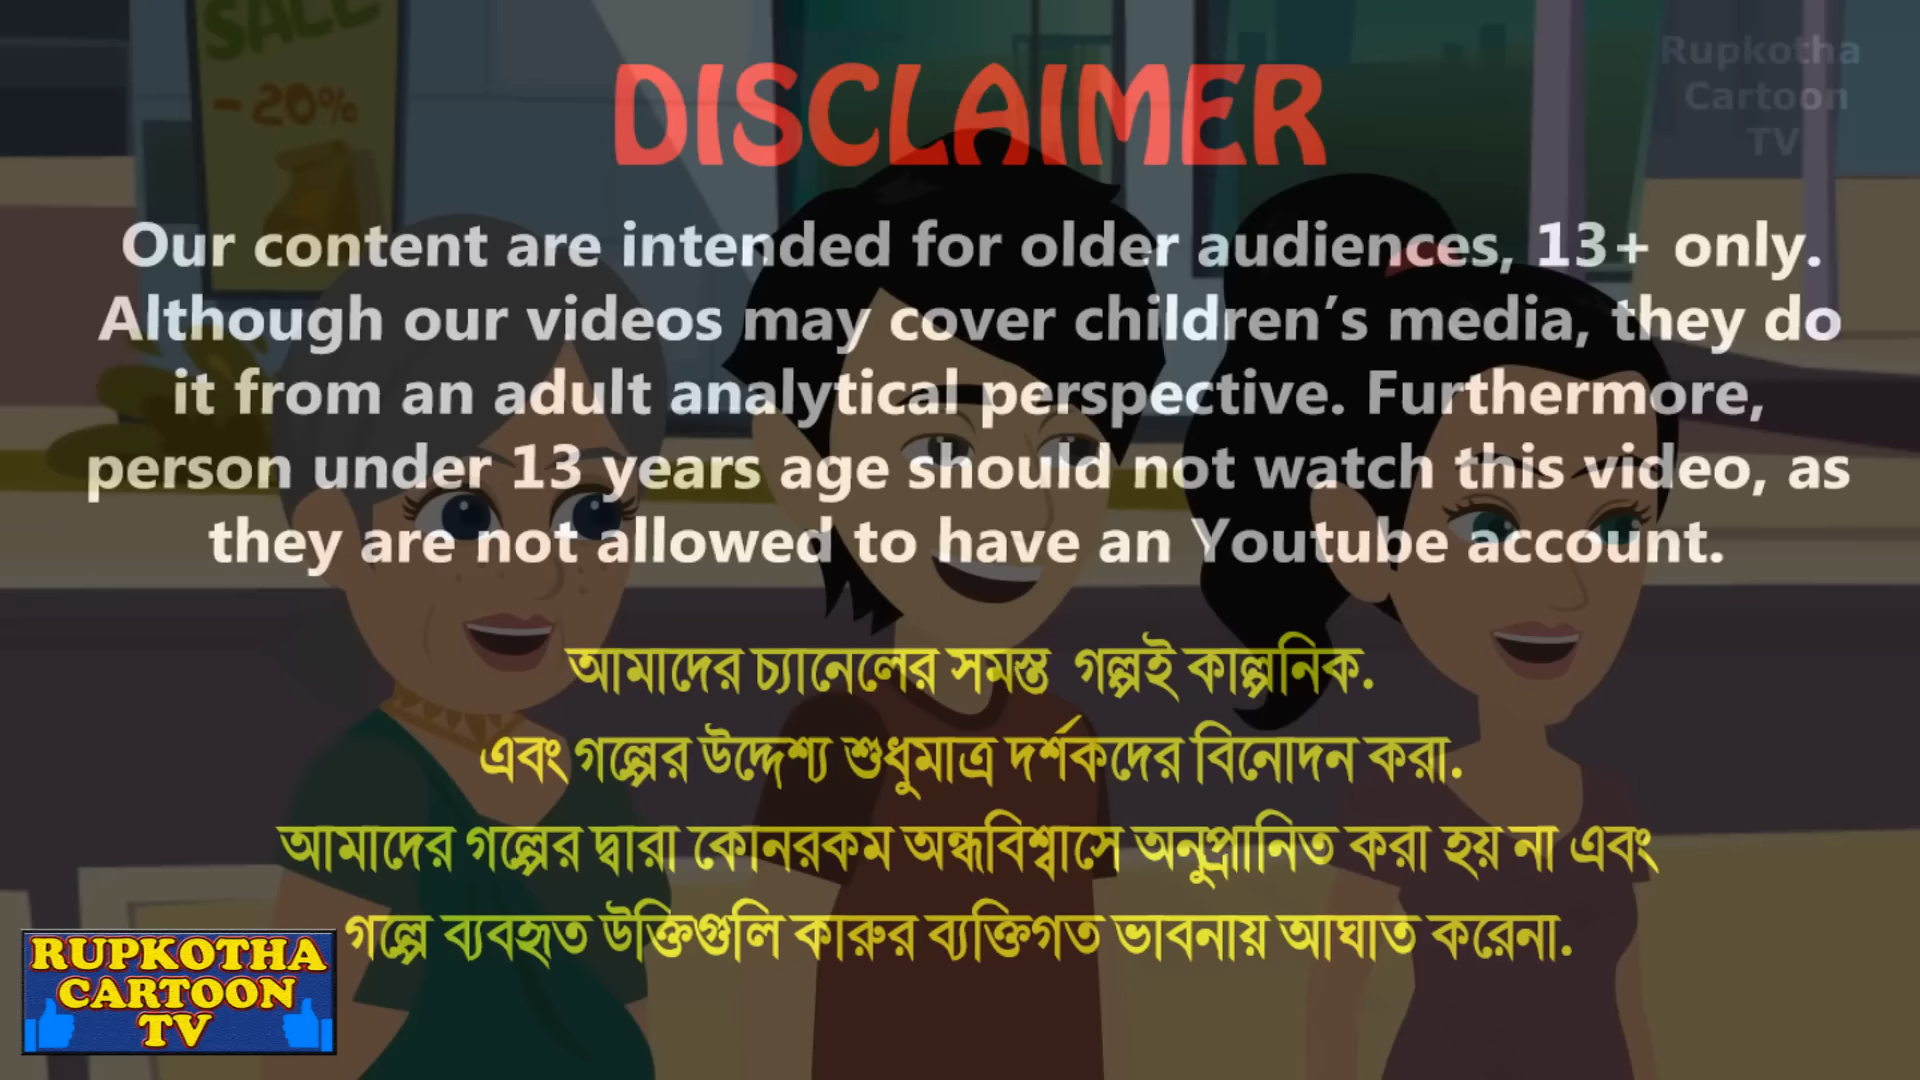 SALE
- 20%
Rupkotha
Cartoon
TV
DISCLAIMER
Our content are intended for older audiences, 13+ only.
Although our videos may cover children’s media, they do
it from an adult analytical perspective. Furthermore,
person under 13 years age should not watch this video, as
they are not allowed to have an Youtube account.
আমাদের চ্যানেলের সমস্ত গল্পই কাল্পনিক.
এবং গল্পের উদ্দেশ্য শুধুমাত্র দর্শকদের বিনোদন করা.
আমাদের গল্পের দ্বারা কোনরকম অন্ধবিশ্বাসে অনুপ্রানিত করা হয় না এবং
গল্পে ব্যবহৃত উক্তিগুলি কারুর ব্যক্তিগত ভাবনায় আঘাত করেনা.
RUPKOTHA
CARTOON
TV